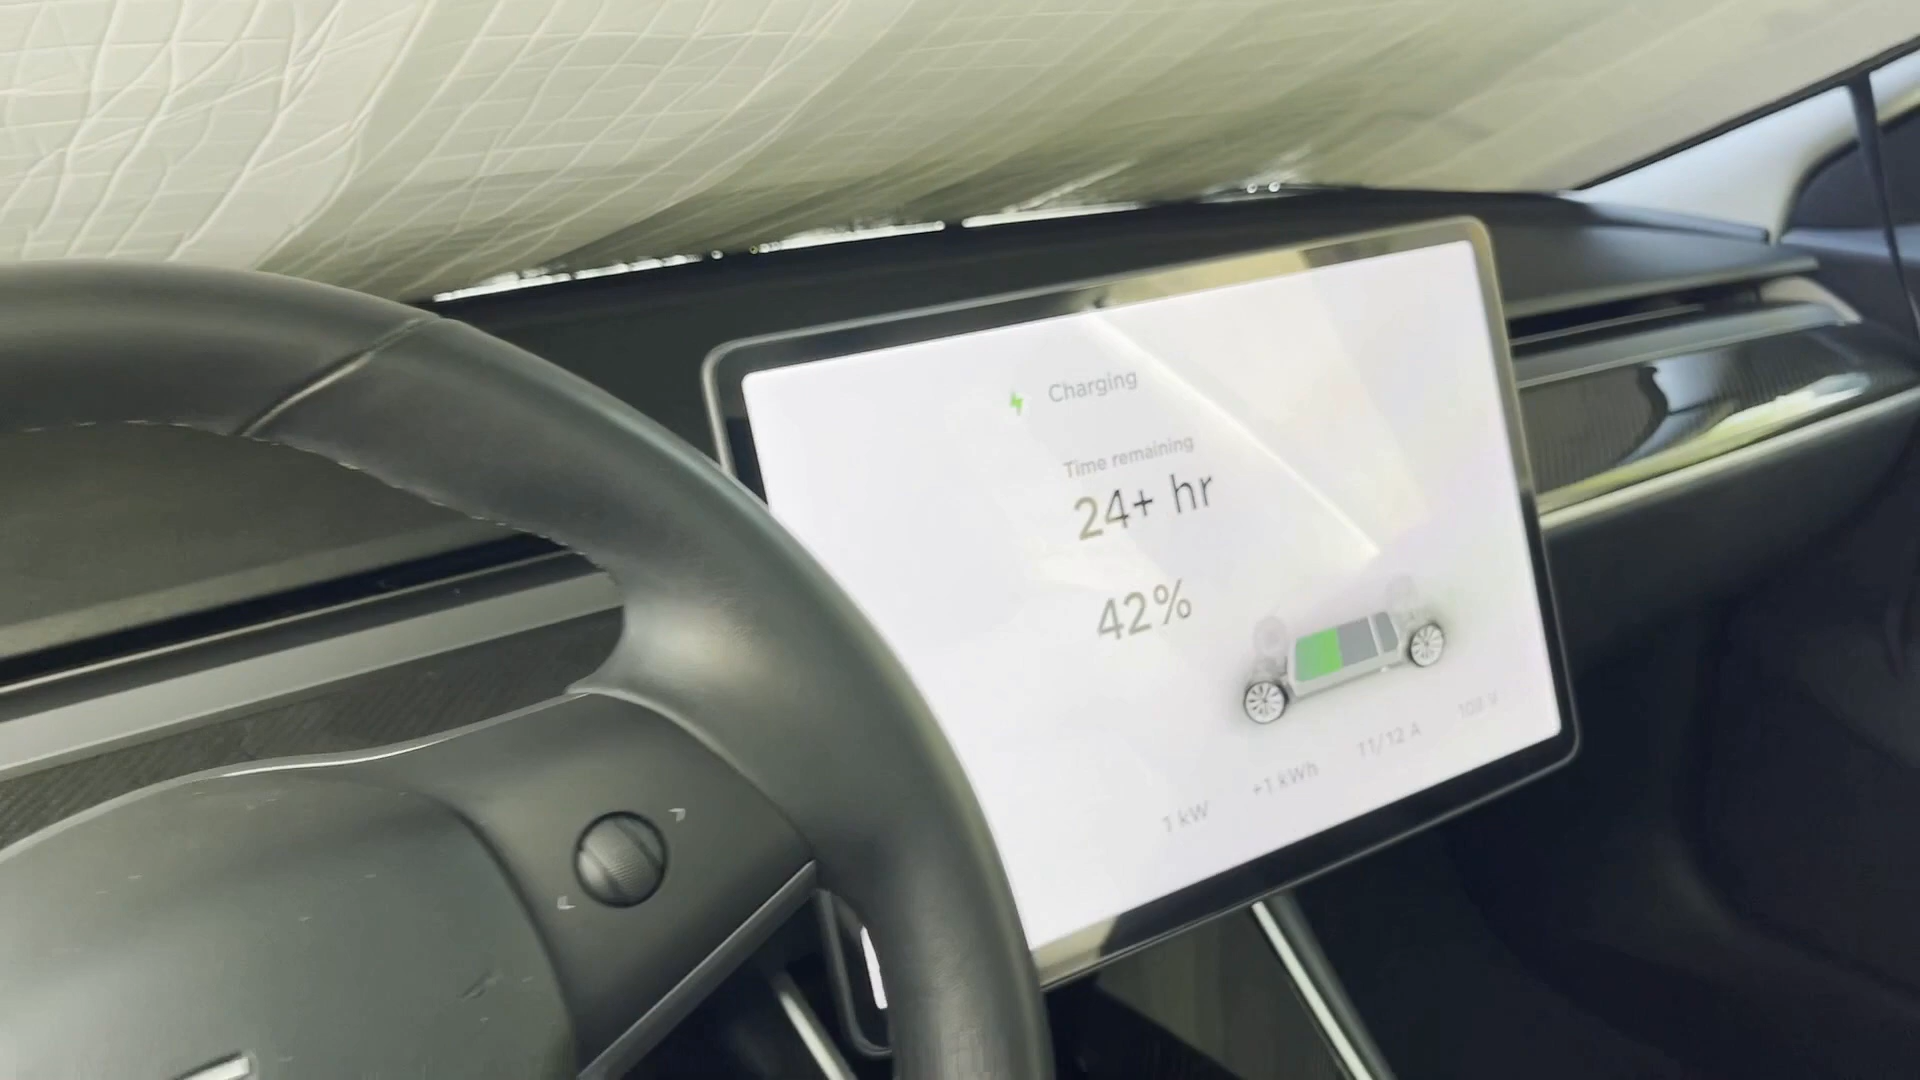 Charging
Time remaining
24+ hr
42%
1 kW
+1 kWh
11/12 A